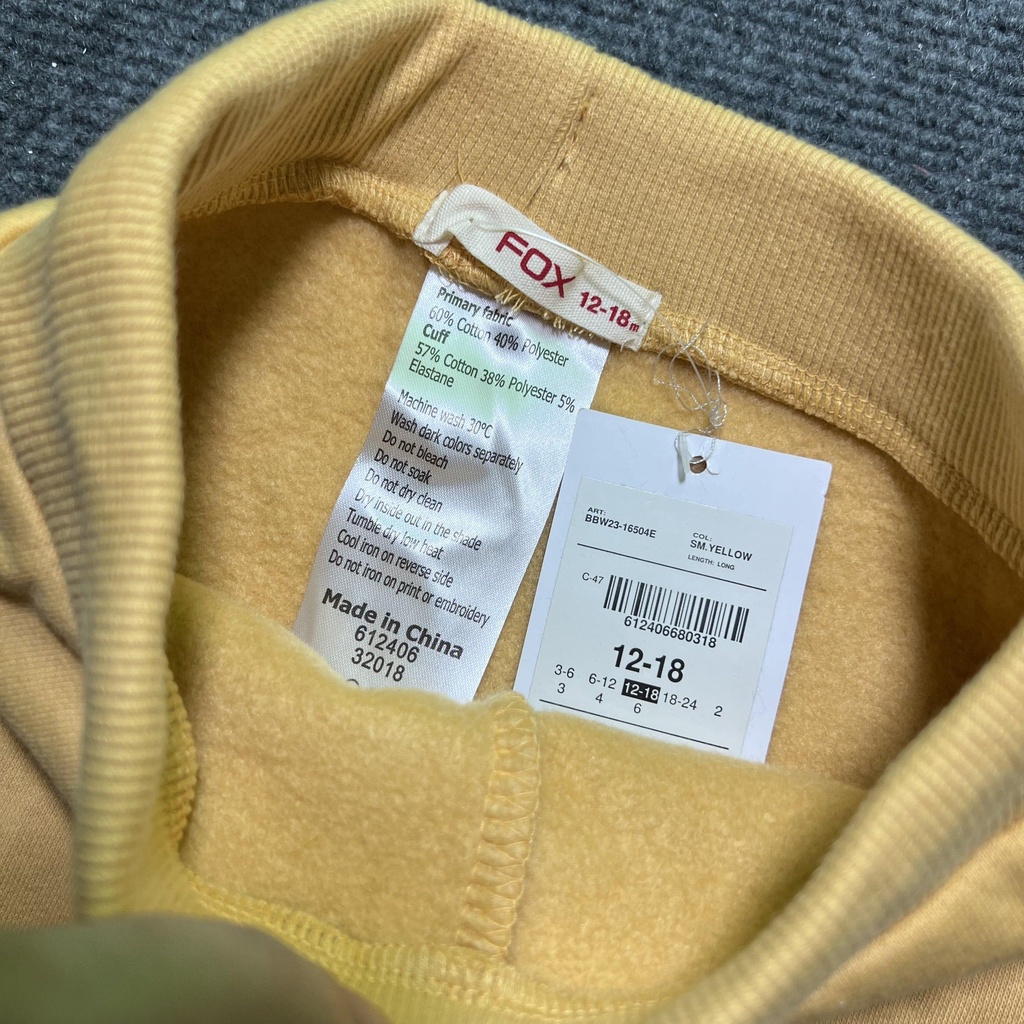 FOX 12-18m
Primary fabric
60% Cotton 40% Polyester
Cuff
57% Cotton 38% Polyester 5%
Elastane
Machine wash 30°C
Wash dark colors separately
Do not bleach
Do not soak
Do not dry clean
Dry inside out in the shade
Tumble dry low heat
Cool iron on reverse side
Do not iron on print or embroidery
Made in China
612406
32018
ART:
BBW23-16504E
COL:
SM.YELLOW
LENGTH: LONG
C-47
612406680318
12-18
3-6 6-12 12-18 18-24 2
3 4 6